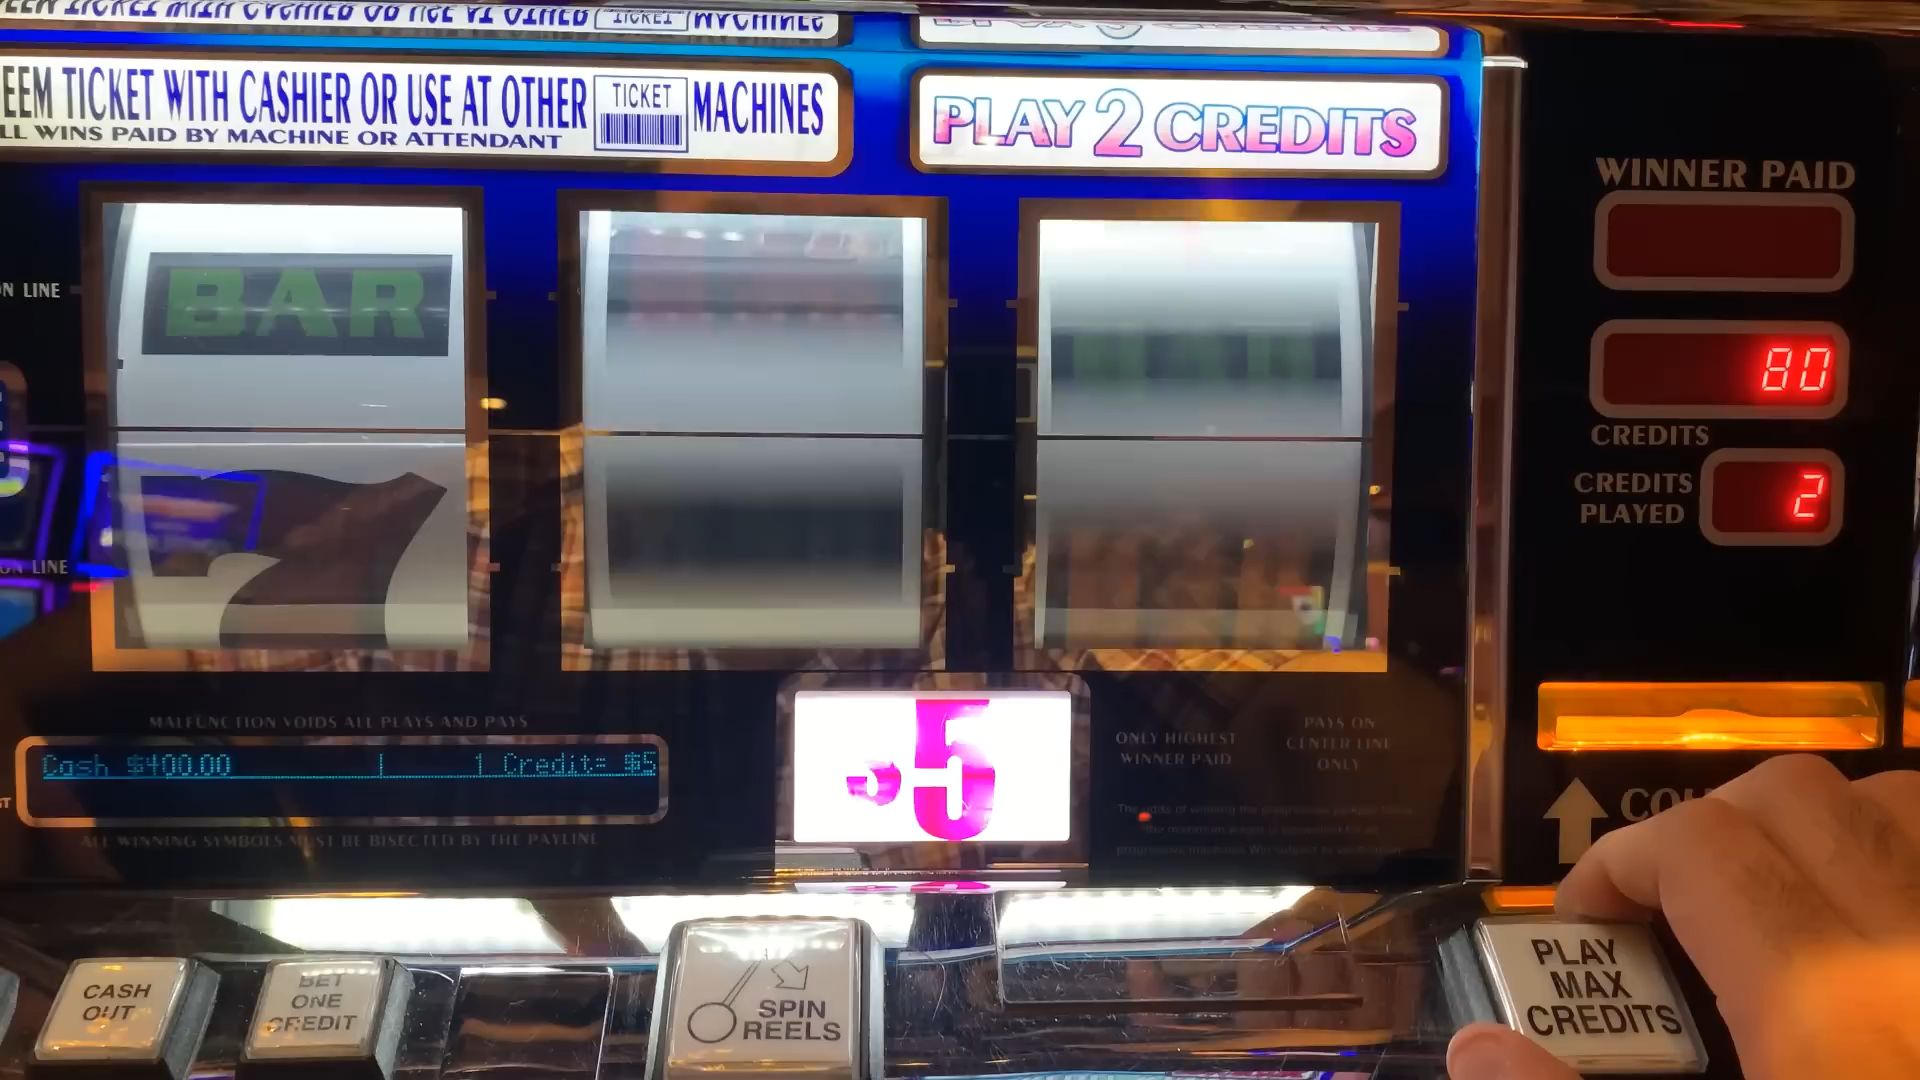 EEM TICKET WITH CASHIER OR USE AT OTHER TICKET MACHINES
LL WINS PAID BY MACHINE OR ATTENDANT
PLAY 2 CREDITS
WINNER PAID
BAR
ON LINE
80
CREDITS
CREDITS
PLAYED
2
ON LINE
MALFUNCTION VOIDS ALL PLAYS AND PAYS
Cash $400.00 | 1 Credit= $5
ALL WINNING SYMBOLS MUST BE BISECTED BY THE PAYLINE
5
ONLY HIGHEST
WINNER PAID
PAYS ON
CENTER LINE
ONLY
CASH
OUT
BET
ONE
CREDIT
SPIN
REELS
PLAY
MAX
CREDITS